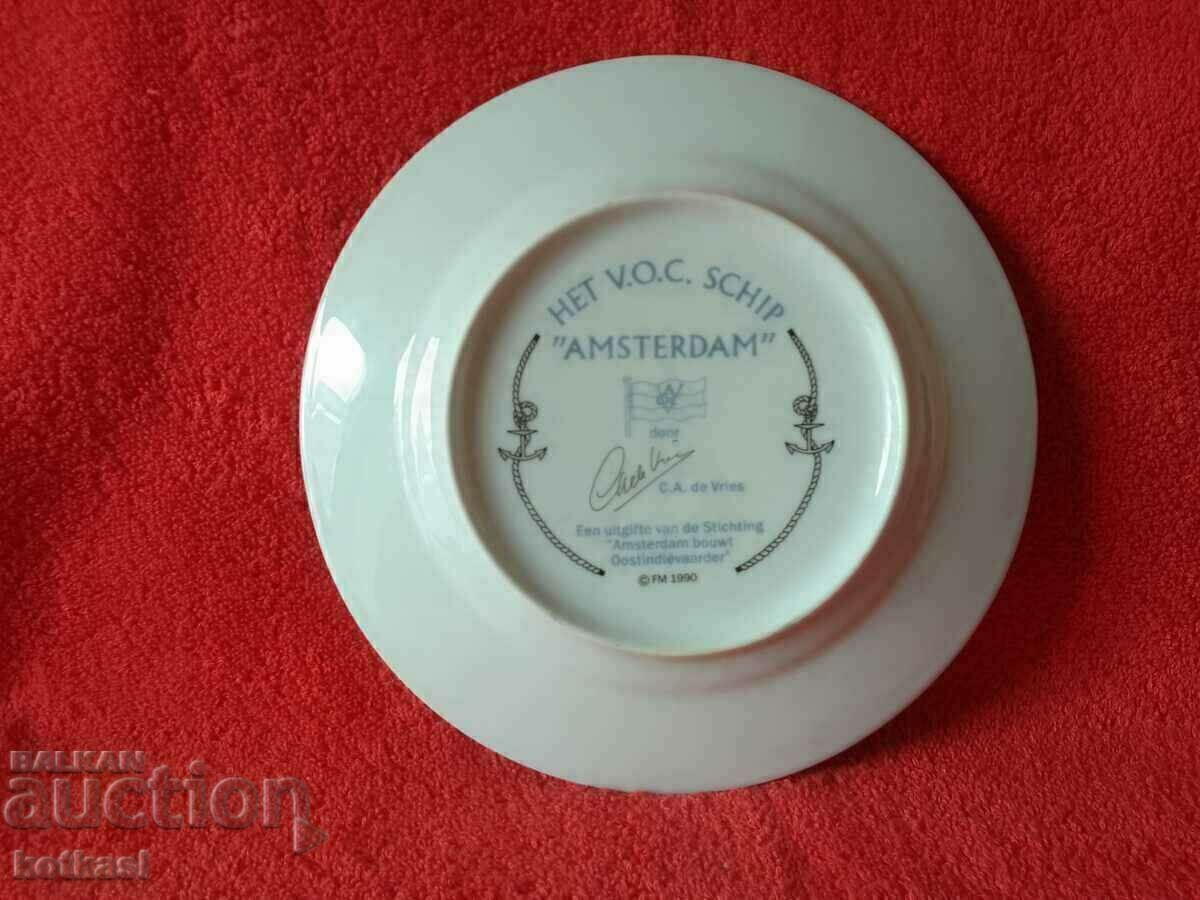 HET V.O.C. SCHIP
"AMSTERDAM"
door
C.A. de Vries
Een uitgifte van de Stichting
"Amsterdam bouwt
Oostindiëvaarder"
© FM 1990
BALKAN
auction
kotkasl